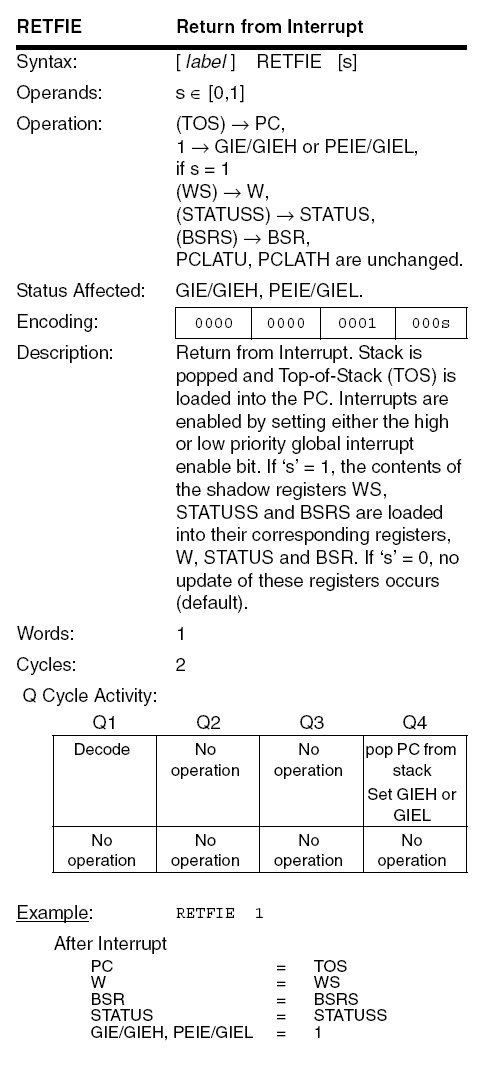 RETFIE Return from Interrupt
Syntax: [ label ] RETFIE [s]
Operands: s ∈ [0,1]
Operation: (TOS) → PC,
1 → GIE/GIEH or PEIE/GIEL,
if s = 1
(WS) → W,
(STATUSS) → STATUS,
(BSRS) → BSR,
PCLATU, PCLATH are unchanged.
Status Affected: GIE/GIEH, PEIE/GIEL.
Encoding: 0000 0000 0001 000s
Description: Return from Interrupt. Stack is
popped and Top-of-Stack (TOS) is
loaded into the PC. Interrupts are
enabled by setting either the high
or low priority global interrupt
enable bit. If ‘s’ = 1, the contents of
the shadow registers WS,
STATUSS and BSRS are loaded
into their corresponding registers,
W, STATUS and BSR. If ‘s’ = 0, no
update of these registers occurs
(default).
Words: 1
Cycles: 2
Q Cycle Activity:
Q1 Q2 Q3 Q4
Decode No No pop PC from
operation operation stack
Set GIEH or
GIEL
No No No No
operation operation operation operation
Example: RETFIE 1
After Interrupt
PC = TOS
W = WS
BSR = BSRS
STATUS = STATUSS
GIE/GIEH, PEIE/GIEL = 1